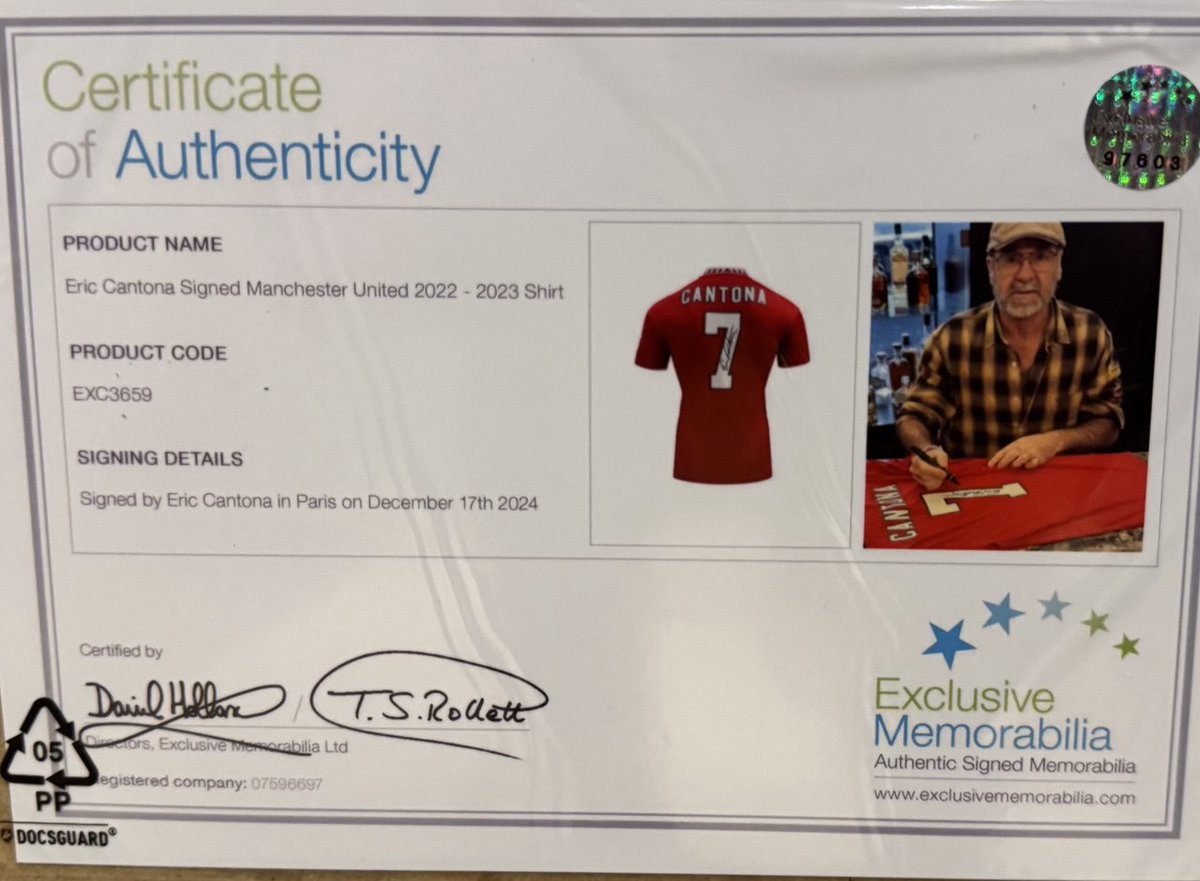 Certificate
of Authenticity
97603
PRODUCT NAME
Eric Cantona Signed Manchester United 2022 - 2023 Shirt
PRODUCT CODE
EXC3659
SIGNING DETAILS
Signed by Eric Cantona in Paris on December 17th 2024
CANTONA
7
CANTONA
7
Certified by
T.S. Rollett
Directors, Exclusive Memorabilia Ltd
Registered company: 07596697
Exclusive
Memorabilia
Authentic Signed Memorabilia
www.exclusivememorabilia.com
05
PP
DOCSGUARD®